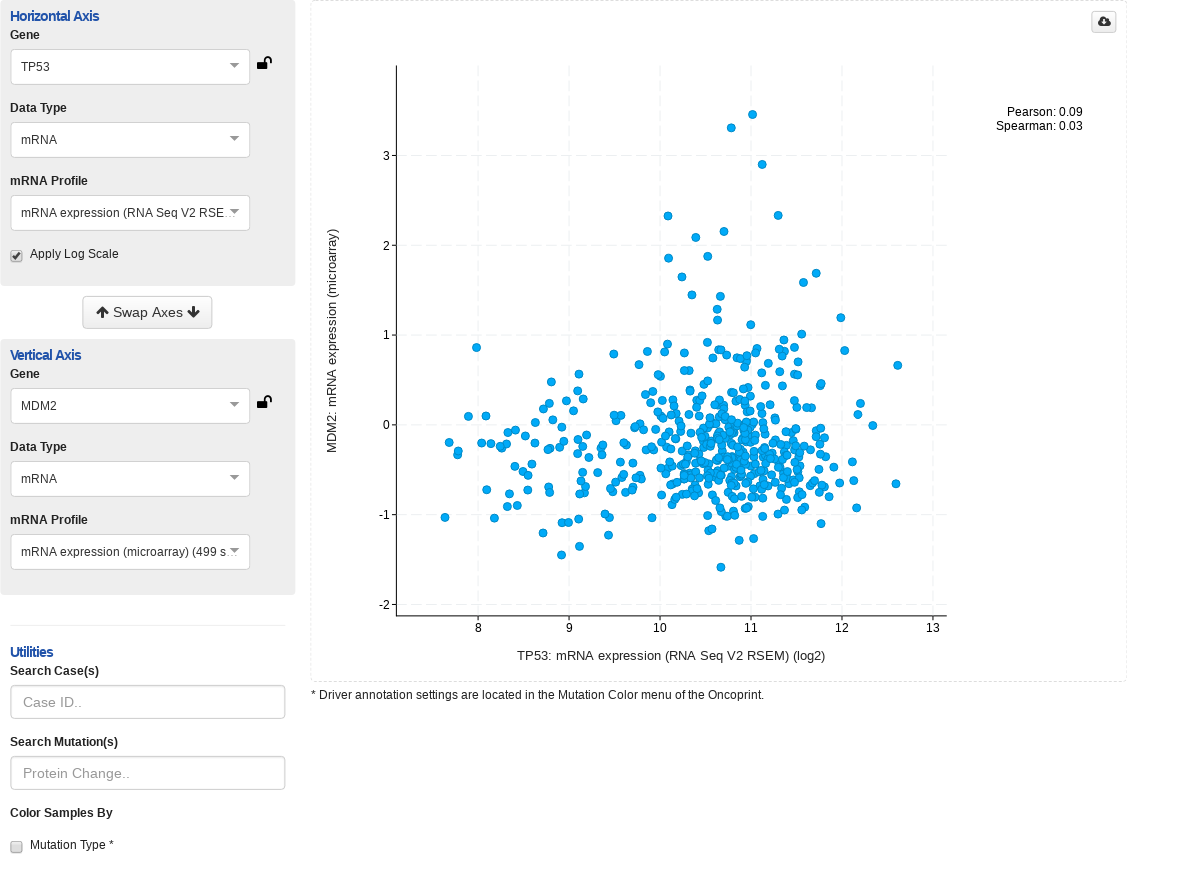 Horizontal Axis
Gene
TP53
Data Type
mRNA
mRNA Profile
mRNA expression (RNA Seq V2 RSE...
Apply Log Scale
Swap Axes
Vertical Axis
Gene
MDM2
Data Type
mRNA
mRNA Profile
mRNA expression (microarray) (499 s...
Utilities
Search Case(s)
Case ID..
Search Mutation(s)
Protein Change..
Color Samples By
Mutation Type *
Pearson: 0.09
Spearman: 0.03
MDM2: mRNA expression (microarray)
3
2
1
0
-1
-2
8 9 10 11 12 13
TP53: mRNA expression (RNA Seq V2 RSEM) (log2)
* Driver annotation settings are located in the Mutation Color menu of the Oncoprint.